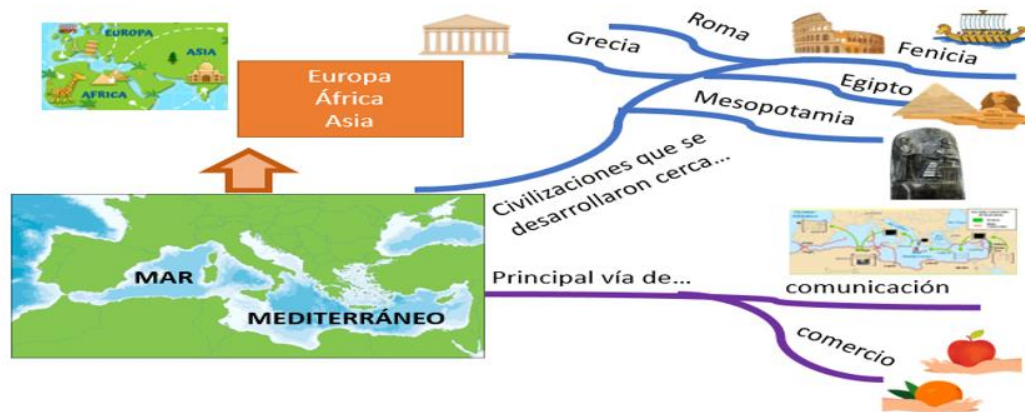 EUROPA
ASIA
AFRICA
Europa
África
Asia
Grecia
Roma
Fenicia
Egipto
Mesopotamia
Civilizaciones que se
desarrollaron cerca...
MAR
MEDITERRÁNEO
Principal vía de...
comunicación
comercio